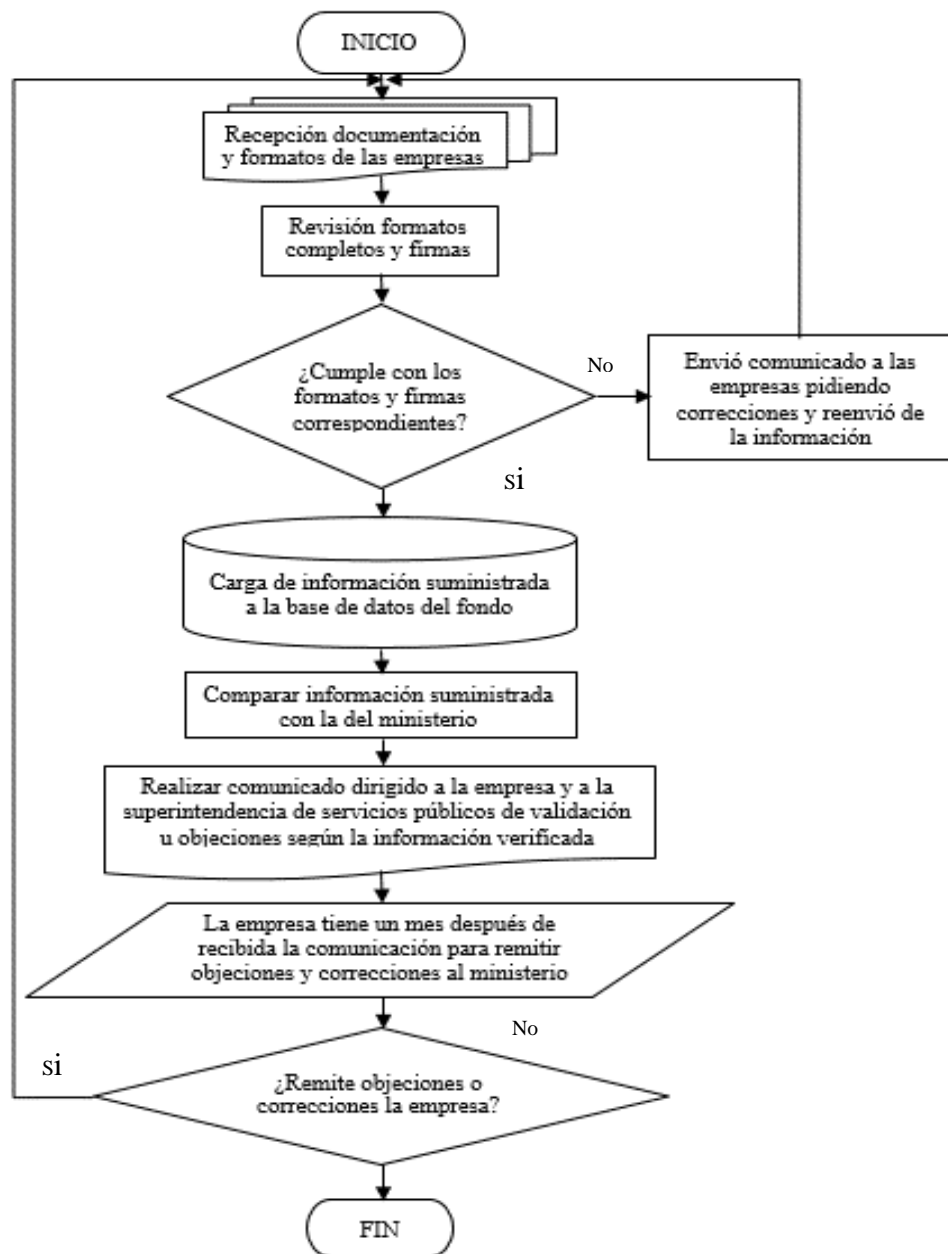 INICIO
Recepción documentación
y formatos de las empresas
Revisión formatos
completos y firmas
¿Cumple con los
formatos y firmas
correspondientes?
No
Envió comunicado a las
empresas pidiendo
correcciones y reenvió de
la información
si
Carga de información suministrada
a la base de datos del fondo
Comparar información suministrada
con la del ministerio
Realizar comunicado dirigido a la empresa y a la
superintendencia de servicios públicos de validación
u objeciones según la información verificada
La empresa tiene un mes después de
recibida la comunicación para remitir
objeciones y correcciones al ministerio
No
si
¿Remite objeciones o
correcciones la empresa?
FIN